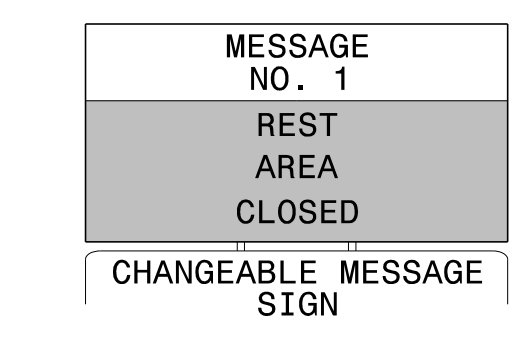 MESSAGE
NO. 1
REST
AREA
CLOSED
CHANGEABLE MESSAGE
SIGN